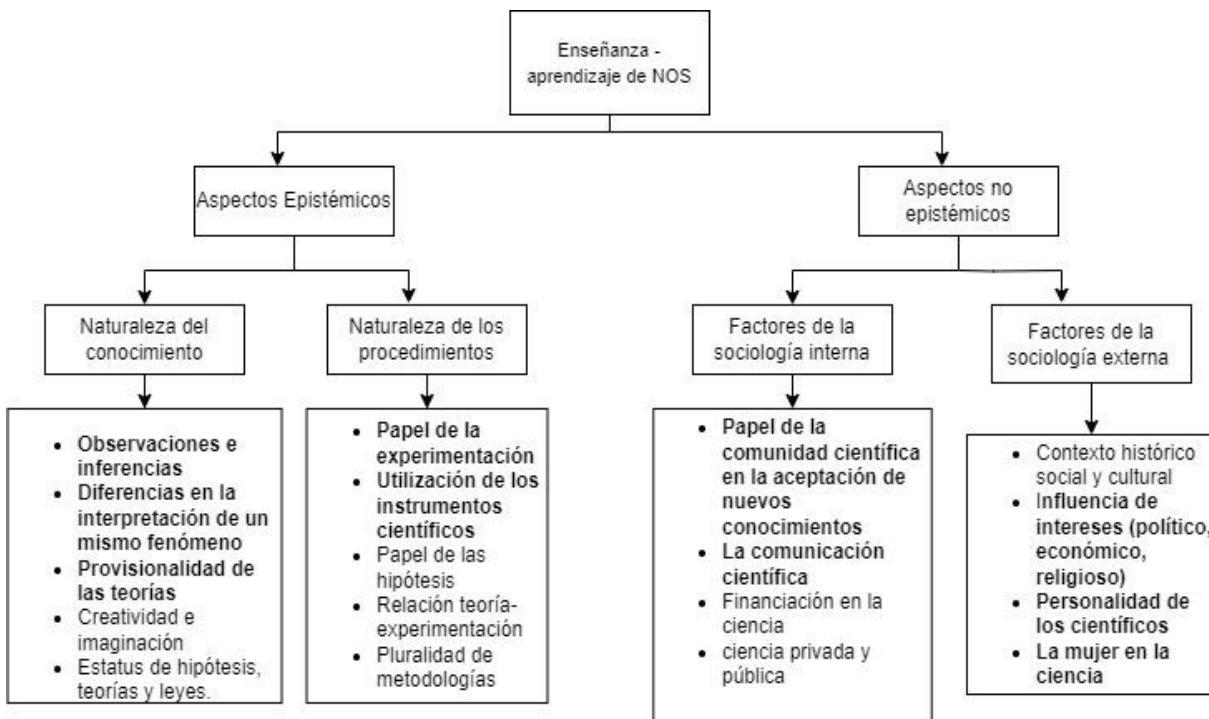 Enseñanza -
aprendizaje de NOS
Aspectos Epistémicos
Aspectos no
epistémicos
Naturaleza del
conocimiento
Naturaleza de los
procedimientos
Factores de la
sociología interna
Factores de la
sociología externa
• Observaciones e
inferencias
• Diferencias en la
interpretación de un
mismo fenómeno
• Provisionalidad de
las teorías
• Creatividad e
imaginación
• Estatus de hipótesis,
teorías y leyes.
• Papel de la
experimentación
• Utilización de los
instrumentos
científicos
• Papel de las
hipótesis
• Relación teoría-
experimentación
• Pluralidad de
metodologías
• Papel de la
comunidad científica
en la aceptación de
nuevos
conocimientos
• La comunicación
científica
• Financiación en la
ciencia
• ciencia privada y
pública
• Contexto histórico
social y cultural
• Influencia de
intereses (político,
económico,
religioso)
• Personalidad de
los científicos
• La mujer en la
ciencia